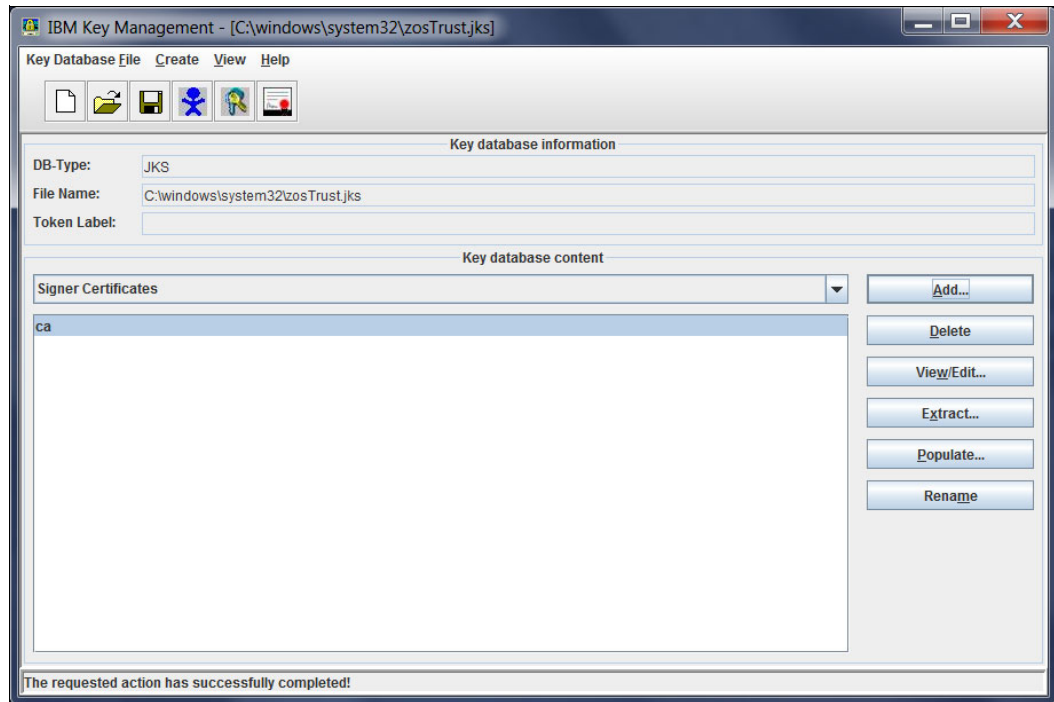 IBM Key Management - [C:\windows\system32\zosTrust.jks]
Key Database File Create View Help
Key database information
DB-Type: JKS
File Name: C:\windows\system32\zosTrust.jks
Token Label:
Key database content
Signer Certificates
Add...
ca
Delete
View/Edit...
Extract...
Populate...
Rename
The requested action has successfully completed!